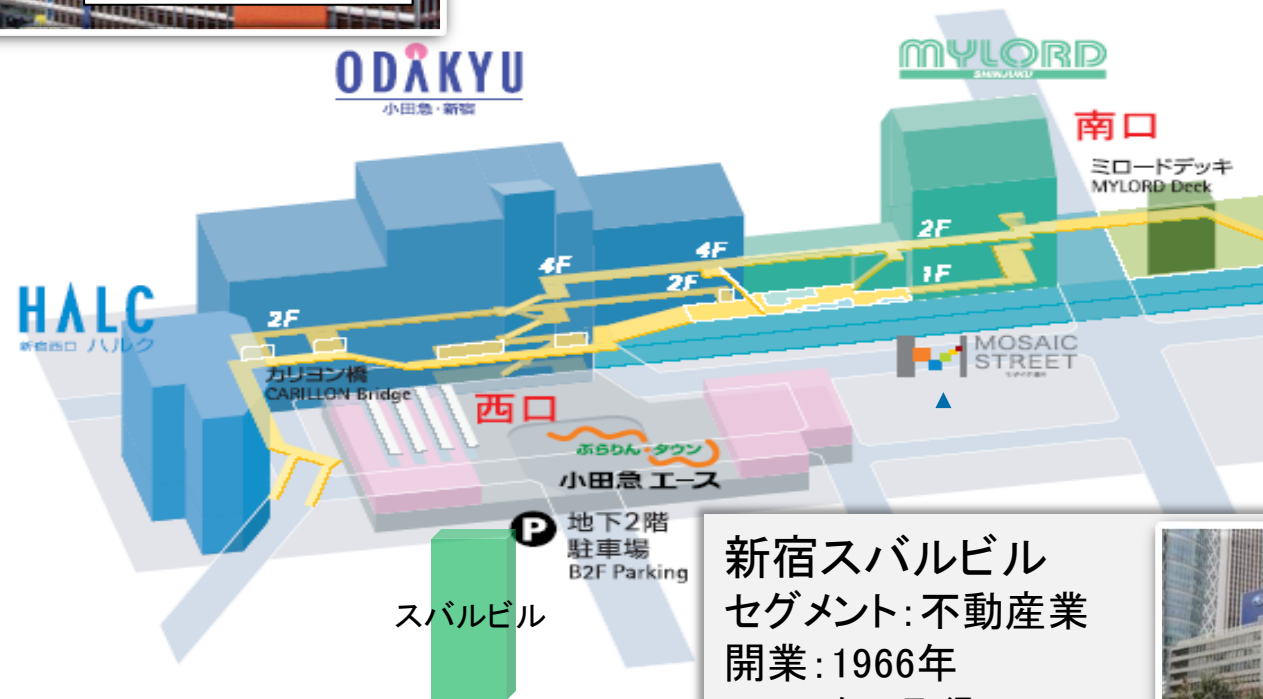 ODAKYU
小田急・新宿
MYLORD
SHINJUKU
南口
ミロードデッキ
MYLORD Deck
2F
4F
4F
2F
1F
HALC
新宿西口 ハルク
2F
カリヨン橋
CARILLON Bridge
MOSAIC
STREET
西口
ぶらりん・タウン
小田急 エース
P
地下2階
駐車場
B2F Parking
スバルビル
新宿スバルビル
セグメント:不動産業
開業:1966年